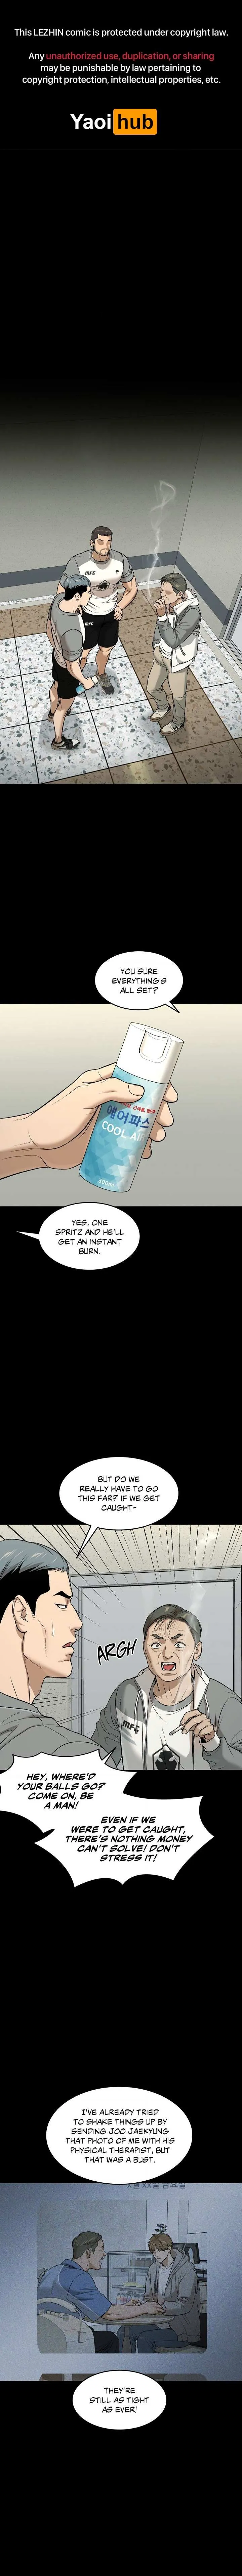 This LEZHIN comic is protected under copyright law.
Any unauthorized use, duplication, or sharing
may be punishable by law pertaining to
copyright protection, intellectual properties, etc.
Yaoi hub
MFC
MFC
YOU SURE
EVERYTHING'S
ALL SET?
에어파스
COOL AI
YES. ONE
SPRITZ AND HE'LL
GET AN INSTANT
BURN.
BUT DO WE
REALLY HAVE TO GO
THIS FAR? IF WE GET
CAUGHT-
ARGH
MFC
HEY, WHERE'D
YOUR BALLS GO?
COME ON, BE
A MAN!
EVEN IF WE
WERE TO GET CAUGHT,
THERE'S NOTHING MONEY
CAN'T SOLVE! DON'T
STRESS IT!
I'VE ALREADY TRIED
TO SHAKE THINGS UP BY
SENDING JOO JAEKYUNG
THAT PHOTO OF ME WITH HIS
PHYSICAL THERAPIST, BUT
THAT WAS A BUST.
THEY'RE
STILL AS TIGHT
AS EVER!